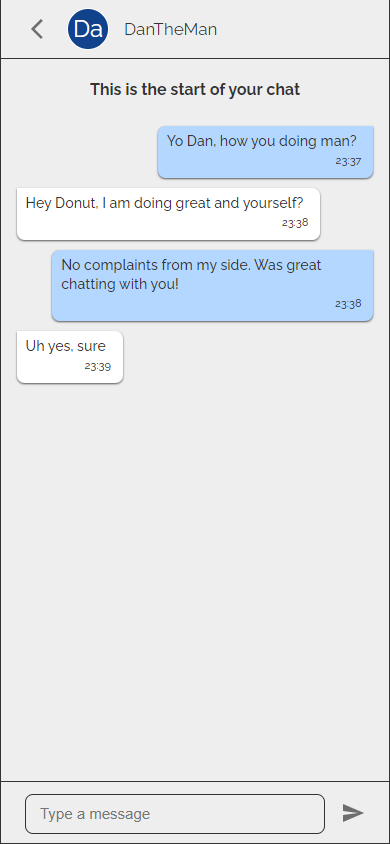 Da DanTheMan
This is the start of your chat
Yo Dan, how you doing man?
23:37
Hey Donut, I am doing great and yourself?
23:38
No complaints from my side. Was great
chatting with you!
23:38
Uh yes, sure
23:39
Type a message